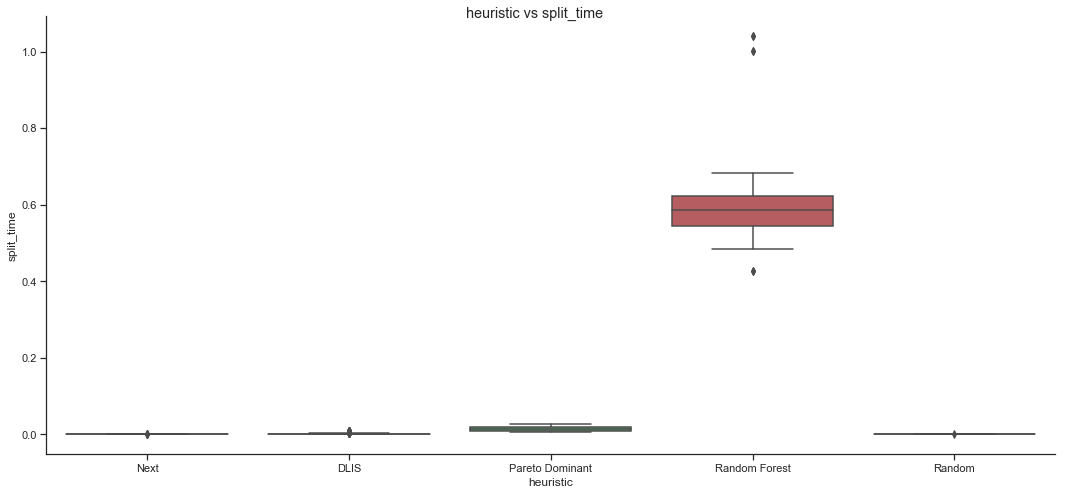 heuristic vs split_time
split_time
1.0
0.8
0.6
0.4
0.2
0.0
Next DLIS Pareto Dominant Random Forest Random
heuristic